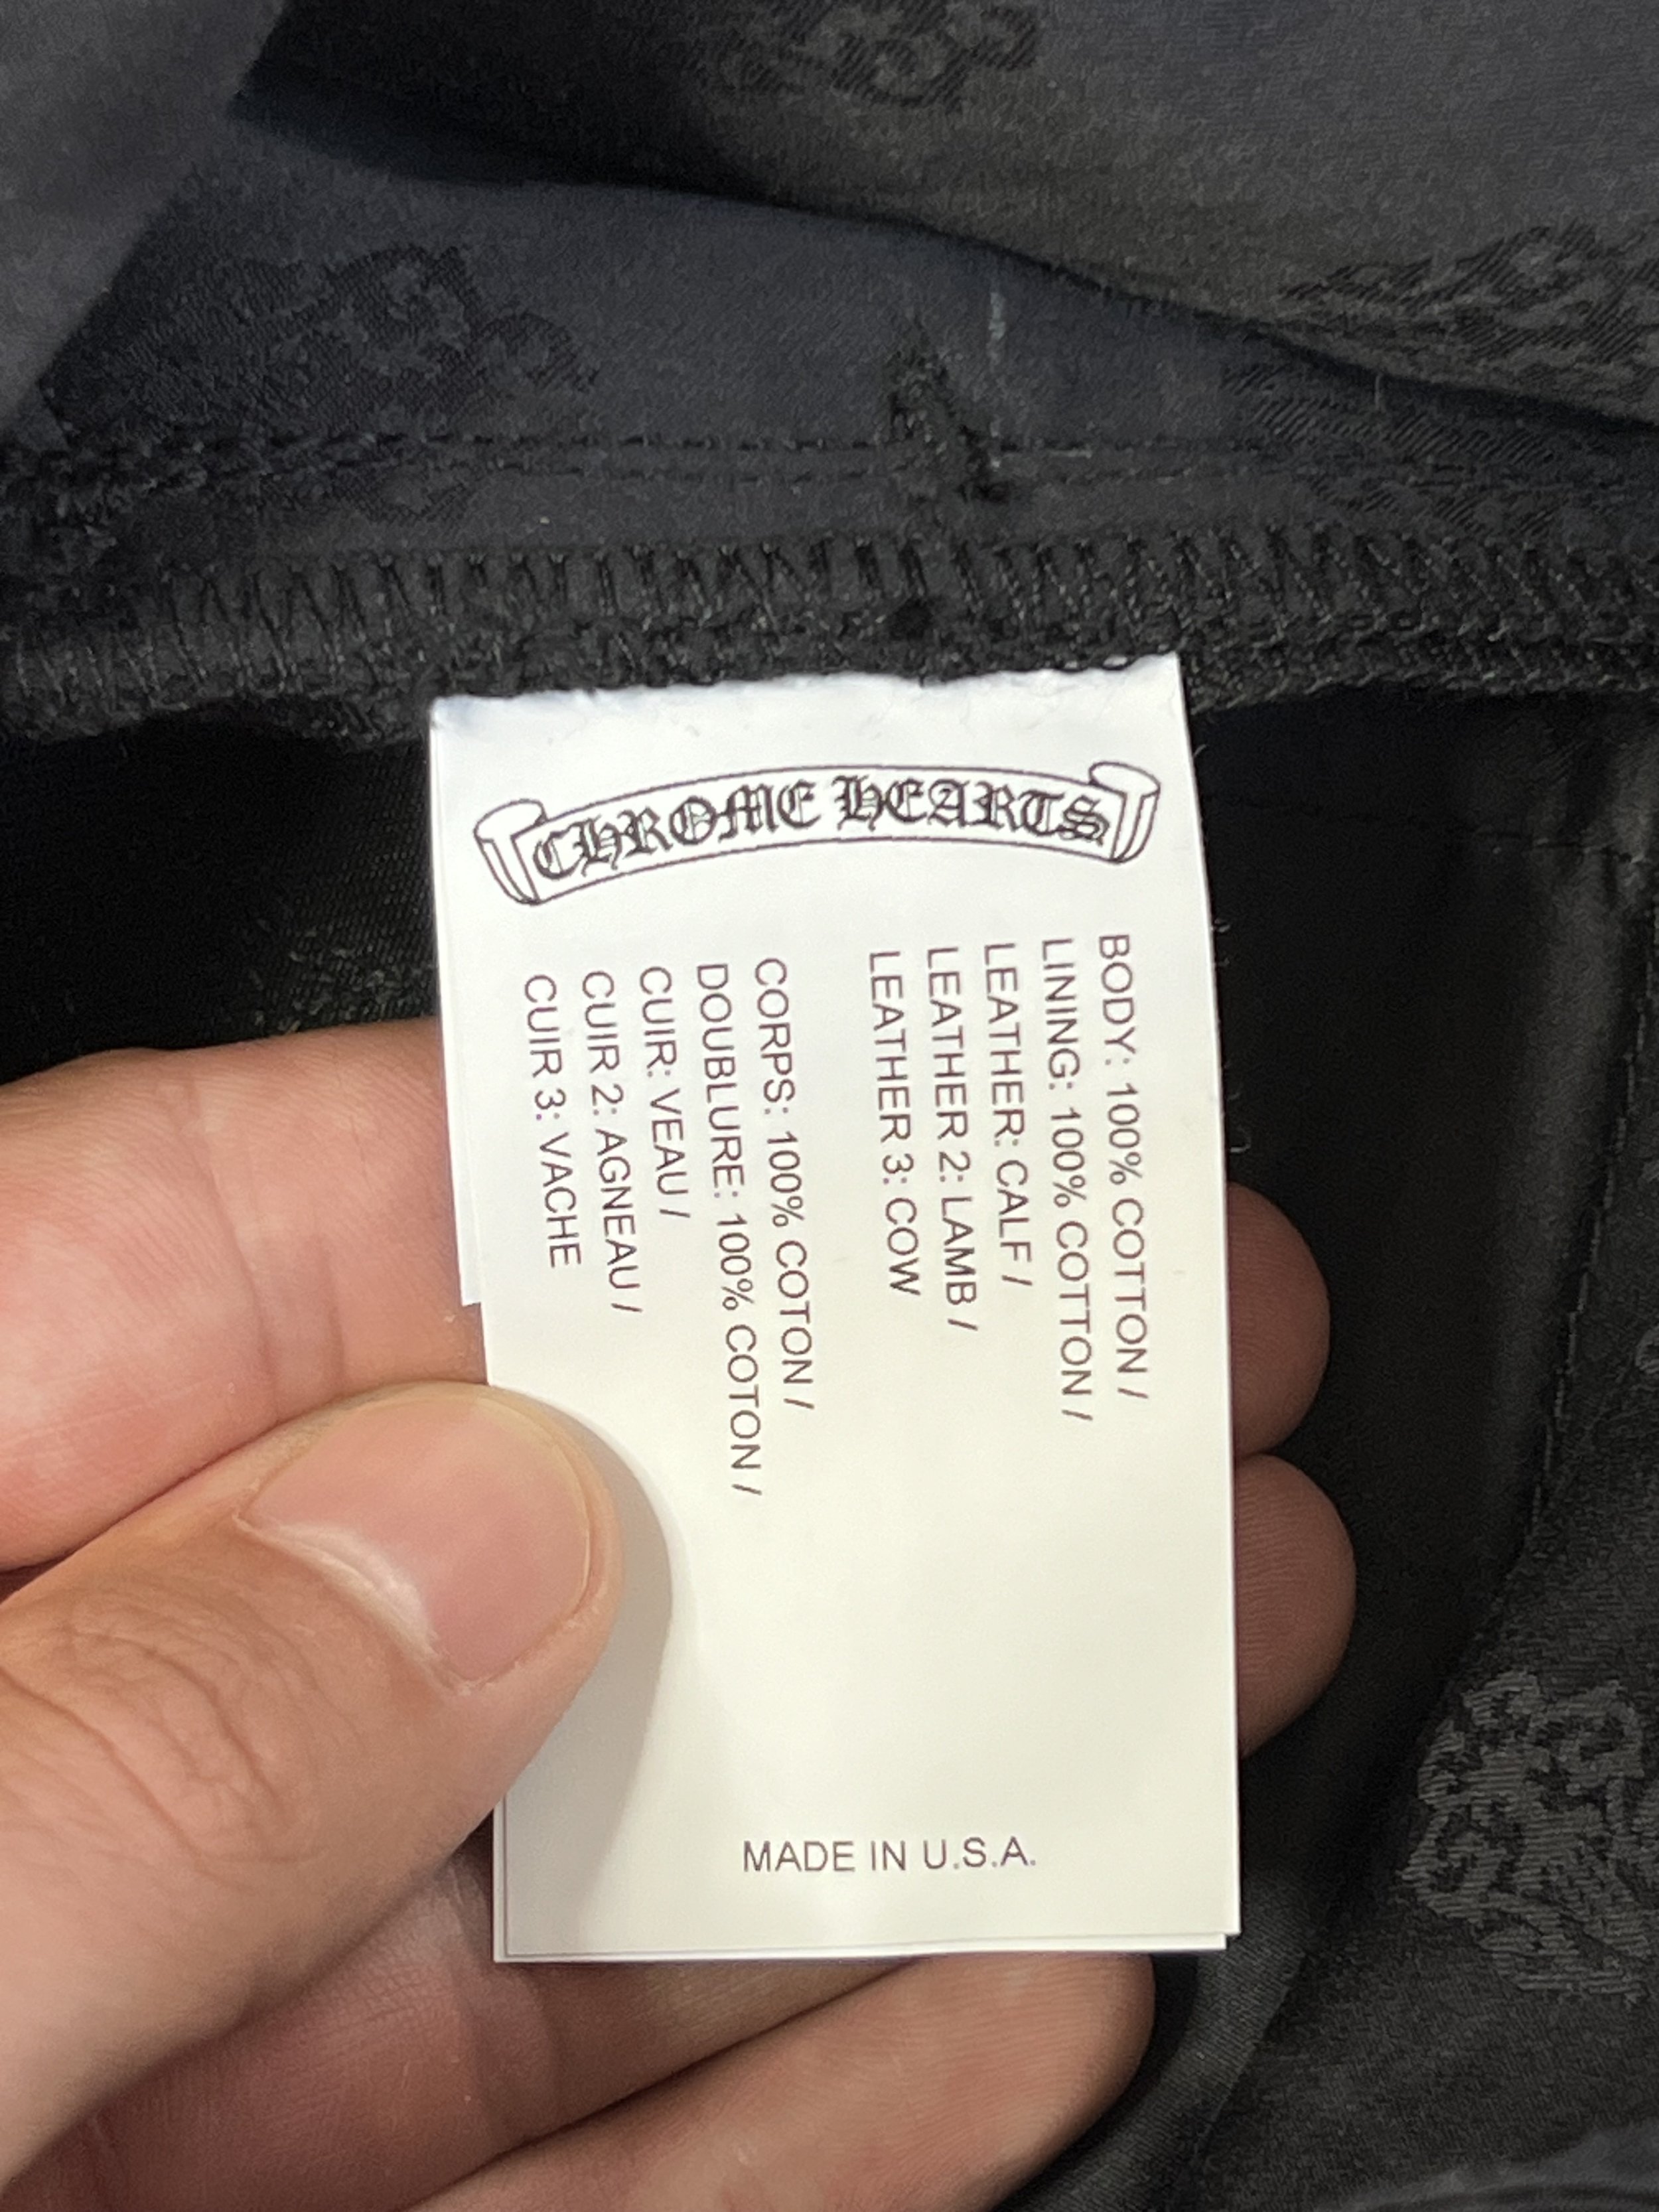 CHROME HEARTS
BODY: 100% COTTON /
LINING: 100% COTTON /
LEATHER: CALF /
LEATHER 2: LAMB /
LEATHER 3: COW
CORPS: 100% COTON /
DOUBLURE: 100% COTON /
CUIR: VEAU /
CUIR 2: AGNEAU /
CUIR 3: VACHE
MADE IN U.S.A.